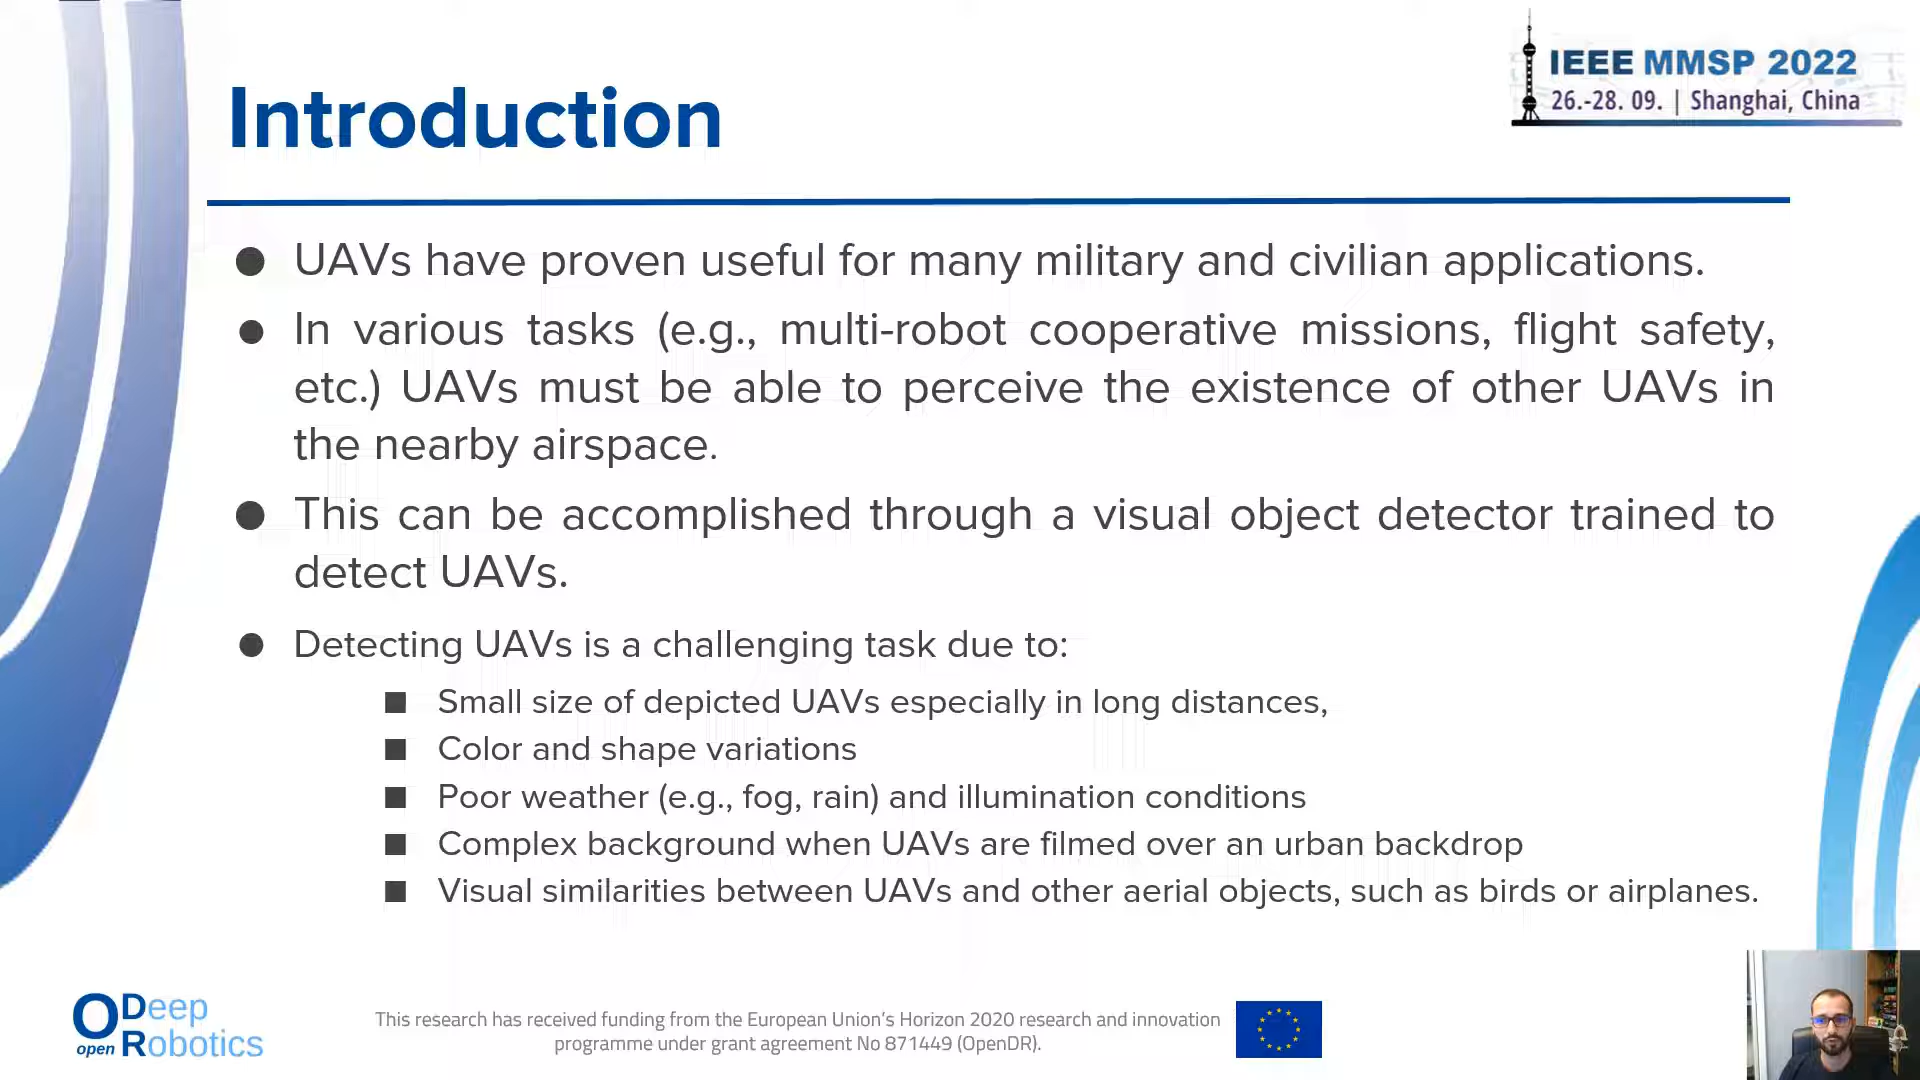 IEEE MMSP 2022
26.-28. 09. | Shanghai, China
Introduction
● UAVs have proven useful for many military and civilian applications.
● In various tasks (e.g., multi-robot cooperative missions, flight safety,
etc.) UAVs must be able to perceive the existence of other UAVs in
the nearby airspace.
● This can be accomplished through a visual object detector trained to
detect UAVs.
● Detecting UAVs is a challenging task due to:
■ Small size of depicted UAVs especially in long distances,
■ Color and shape variations
■ Poor weather (e.g., fog, rain) and illumination conditions
■ Complex background when UAVs are filmed over an urban backdrop
■ Visual similarities between UAVs and other aerial objects, such as birds or airplanes.
open Deep
Robotics
This research has received funding from the European Union's Horizon 2020 research and innovation
programme under grant agreement No 871449 (OpenDR).